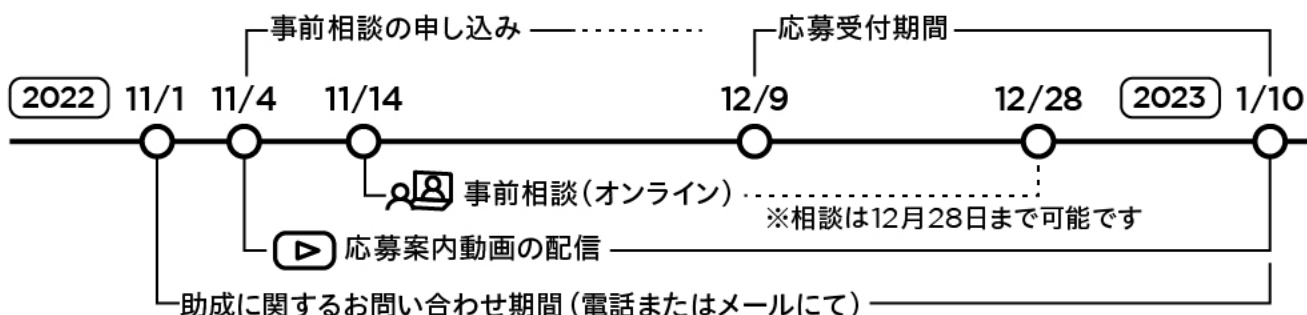 事前相談の申し込み
応募受付期間
2022 11/1 11/4 11/14 12/9 12/28 2023 1/10
事前相談(オンライン)
※相談は12月28日まで可能です
応募案内動画の配信
助成に関するお問い合わせ期間(電話またはメールにて)